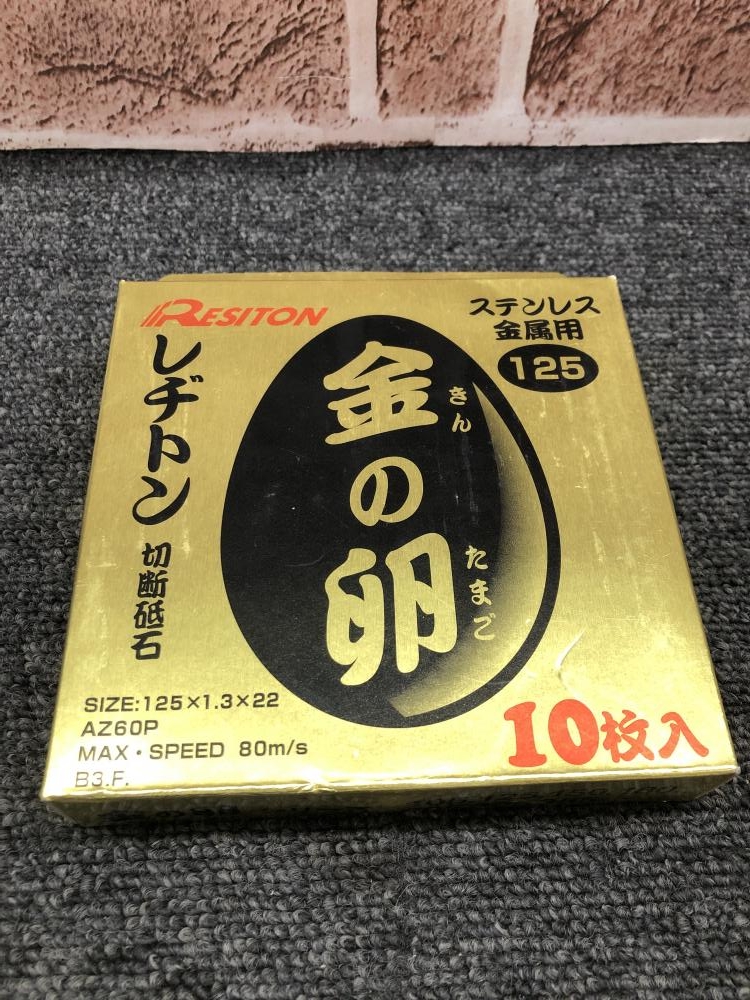 RESITON
ステンレス
金属用
125
レヂトン
切断砥石
金の卵
きん
たまご
SIZE:125×1.3×22
AZ60P
MAX・SPEED 80m/s
B3.F.
10枚入